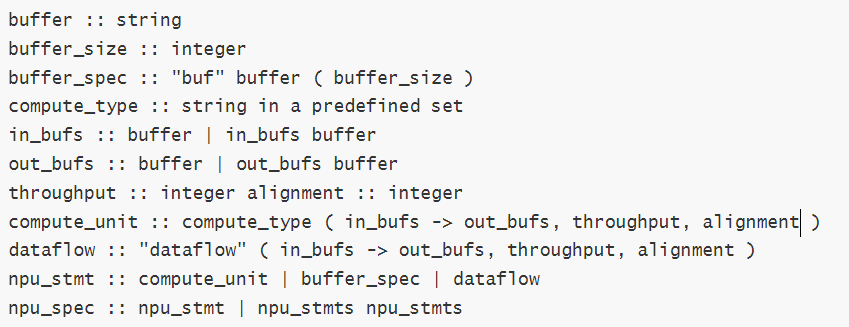 buffer :: string
buffer_size :: integer
buffer_spec :: "buf" buffer ( buffer_size )
compute_type :: string in a predefined set
in_bufs :: buffer | in_bufs buffer
out_bufs :: buffer | out_bufs buffer
throughput :: integer alignment :: integer
compute_unit :: compute_type ( in_bufs -> out_bufs, throughput, alignment )
dataflow :: "dataflow" ( in_bufs -> out_bufs, throughput, alignment )
npu_stmt :: compute_unit | buffer_spec | dataflow
npu_spec :: npu_stmt | npu_stmts npu_stmts